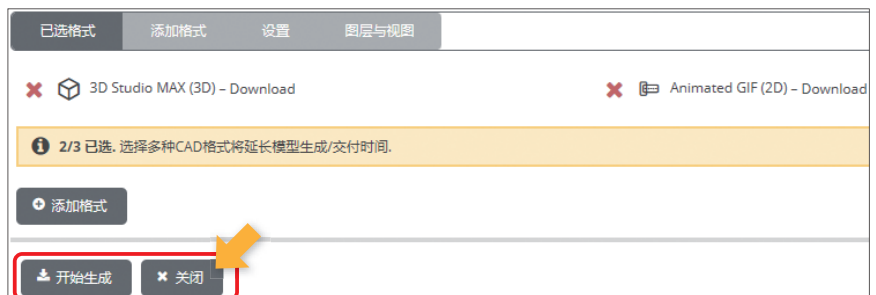 已选格式 添加格式 设置 图层与视图
3D Studio MAX (3D) – Download Animated GIF (2D) – Download
2/3 已选. 选择多种CAD格式将延长模型生成/交付时间.
添加格式
开始生成 关闭